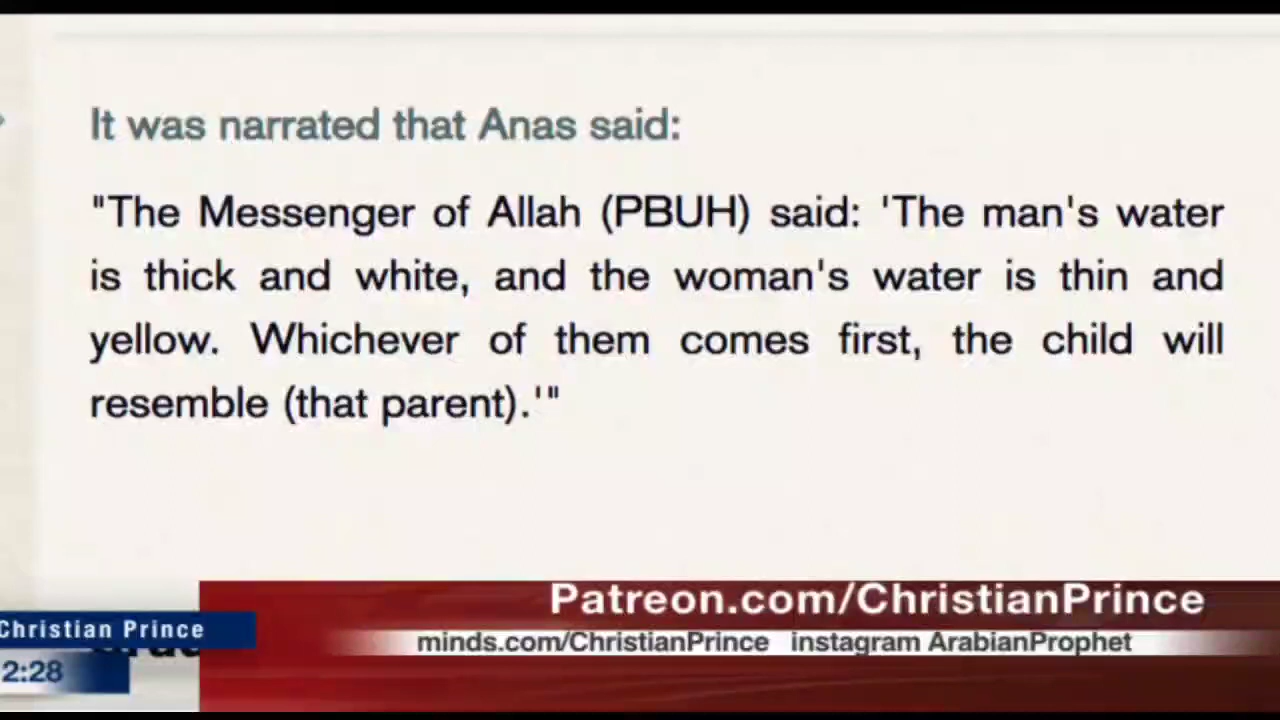 It was narrated that Anas said:
"The Messenger of Allah (PBUH) said: 'The man's water
is thick and white, and the woman's water is thin and
yellow. Whichever of them comes first, the child will
resemble (that parent).'"
Patreon.com/ChristianPrince
Christian Prince
minds.com/ChristianPrince instagram ArabianProphet
2:28